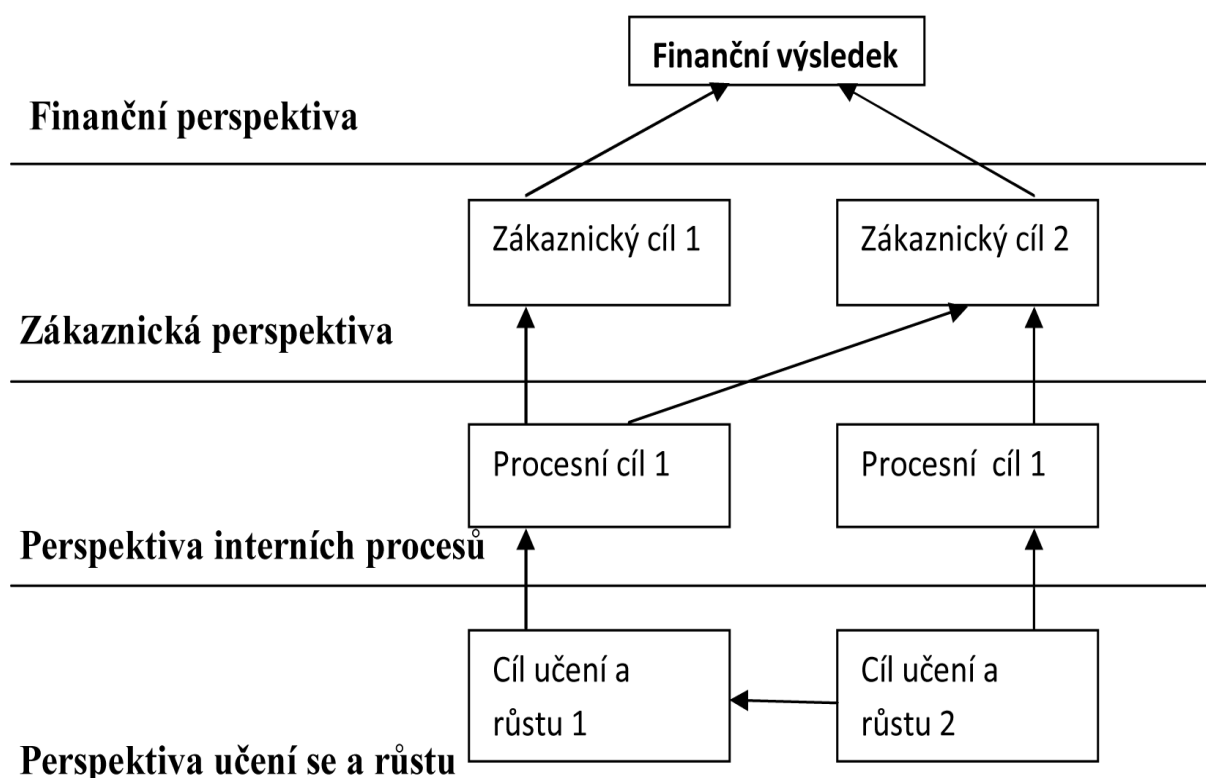 Finanční výsledek
Finanční perspektiva
Zákaznický cíl 1
Zákaznický cíl 2
Zákaznická perspektiva
Procesní cíl 1
Procesní  cíl 1
Perspektiva interních procesů
Cíl učení a
růstu 1
Cíl učení a
růstu 2
Perspektiva učení se a růstu